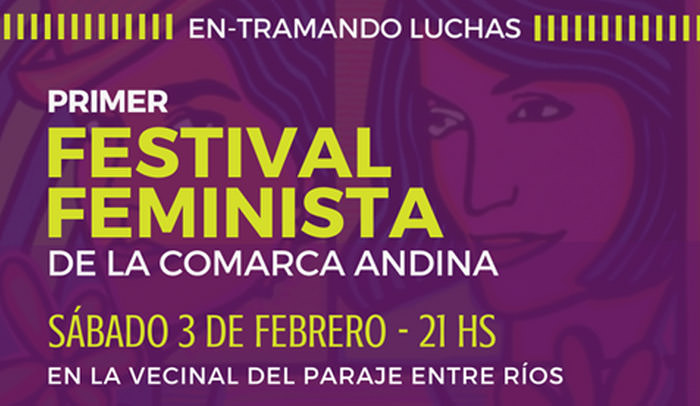 EN-TRAMANDO LUCHAS
PRIMER
FESTIVAL
FEMINISTA
DE LA COMARCA ANDINA
SÁBADO 3 DE FEBRERO - 21 HS
EN LA VECINAL DEL PARAJE ENTRE RÍOS